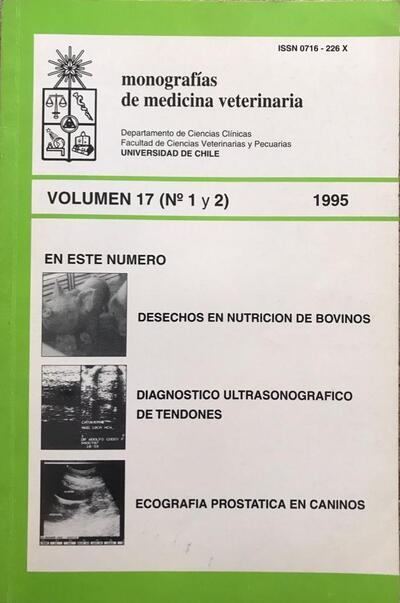 ISSN 0716 - 226 X
monografías
de medicina veterinaria
Departamento de Ciencias Clínicas
Facultad de Ciencias Veterinarias y Pecuarias
UNIVERSIDAD DE CHILE
VOLUMEN 17 (Nº 1 y 2)
1995
EN ESTE NUMERO
DESECHOS EN NUTRICION DE BOVINOS
DIAGNOSTICO ULTRASONOGRAFICO
DE TENDONES
ECOGRAFIA PROSTATICA EN CANINOS